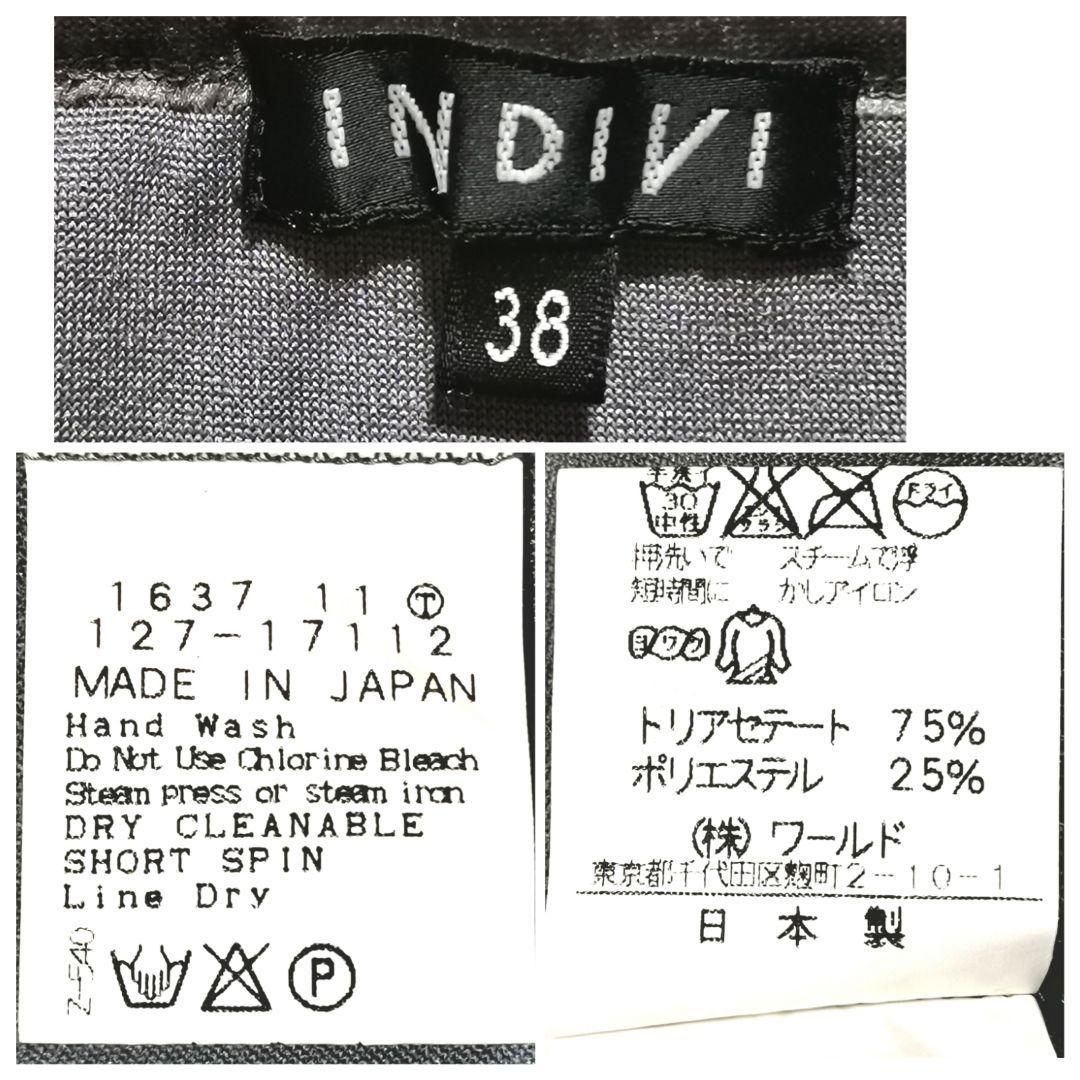 INDIVI
38
1637 11 Ⓣ
127-17112
MADE IN JAPAN
Hand Wash
Do Not Use Chlorine Bleach
Steam press or steam iron
DRY CLEANABLE
SHORT SPIN
Line Dry
Z-540
P
30
中性
ドライ
押洗いで スチームで浮
短時間に かしアイロン
ヨワク
トリアセテート 75%
ポリエステル 25%
(株) ワールド
東京都千代田区麹町2-10-1
日本製